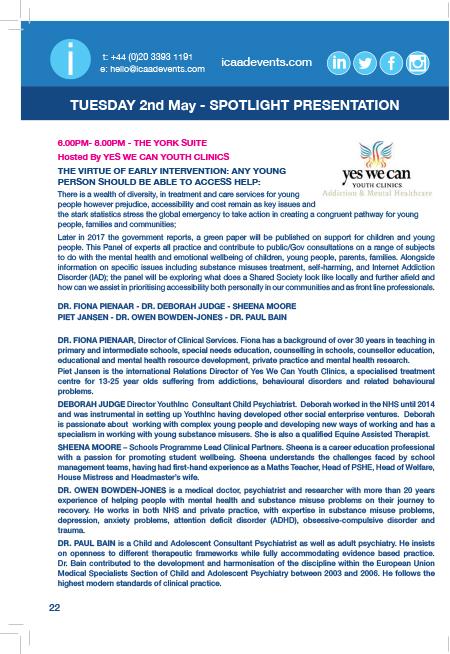 i
t: +44 (0)20 3393 1191
e: hello@icaadevents.com
icaadevents.com
TUESDAY 2nd May - SPOTLIGHT PRESENTATION
6.00PM- 8.00PM - THE YORK SUITE
Hosted By YES WE CAN YOUTH CLINICS
yes we can
YOUTH CLINICS
Addiction & Mental Healthcare
THE VIRTUE OF EARLY INTERVENTION: ANY YOUNG
PERSON SHOULD BE ABLE TO ACCESS HELP:
There is a wealth of diversity, in treatment and care services for young
people however prejudice, accessibility and cost remain as key issues and
the stark statistics stress the global emergency to take action in creating a congruent pathway for young
people, families and communities;
Later in 2017 the government reports, a green paper will be published on support for children and young
people. This Panel of experts all practice and contribute to public/Gov consultations on a range of subjects
to do with the mental health and emotional wellbeing of children, young people, parents, families. Alongside
information on specific issues including substance misuses treatment, self-harming, and Internet Addiction
Disorder (IAD); the panel will be exploring what does a Shared Society look like locally and further afield and
how can we assist in prioritising accessibility both personally in our communities and as front line professionals.
DR. FIONA PIENAAR - DR. DEBORAH JUDGE - SHEENA MOORE
PIET JANSEN - DR. OWEN BOWDEN-JONES - DR. PAUL BAIN
DR. FIONA PIENAAR, Director of Clinical Services. Fiona has a background of over 30 years in teaching in
primary and intermediate schools, special needs education, counselling in schools, counsellor education,
educational and mental health resource development, private practice and mental health research.
Piet Jansen is the international Relations Director of Yes We Can Youth Clinics, a specialised treatment
centre for 13-25 year olds suffering from addictions, behavioural disorders and related behavioural
problems.
DEBORAH JUDGE Director YouthInc Consultant Child Psychiatrist. Deborah worked in the NHS until 2014
and was instrumental in setting up YouthInc having developed other social enterprise ventures. Deborah
is passionate about working with complex young people and developing new ways of working and has a
specialism in working with young substance misusers. She is also a qualified Equine Assisted Therapist.
SHEENA MOORE – Schools Programme Lead Clinical Partners. Sheena is a career education professional
with a passion for promoting student wellbeing. Sheena understands the challenges faced by school
management teams, having had first-hand experience as a Maths Teacher, Head of PSHE, Head of Welfare,
House Mistress and Headmaster's wife.
DR. OWEN BOWDEN-JONES is a medical doctor, psychiatrist and researcher with more than 20 years
experience of helping people with mental health and substance misuse problems on their journey to
recovery. He works in both NHS and private practice, with expertise in substance misuse problems,
depression, anxiety problems, attention deficit disorder (ADHD), obsessive-compulsive disorder and
trauma.
DR. PAUL BAIN is a Child and Adolescent Consultant Psychiatrist as well as adult psychiatry. He insists
on openness to different therapeutic frameworks while fully accommodating evidence based practice.
Dr. Bain contributed to the development and harmonisation of the discipline within the European Union
Medical Specialists Section of Child and Adolescent Psychiatry between 2003 and 2006. He follows the
highest modern standards of clinical practice.
22